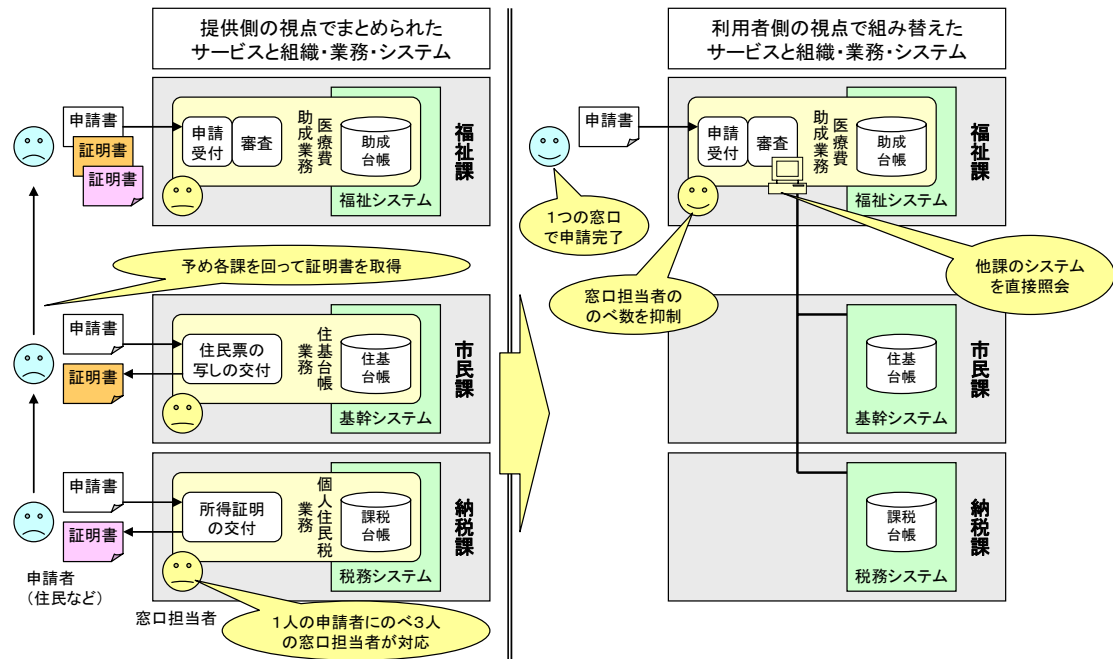 提供側の視点でまとめられた
サービスと組織・業務・システム
申請書
証明書
証明書
申請
受付
審査
医療費
助成業務
助成
台帳
福祉システム
福祉課
予め各課を回って証明書を取得
申請書
証明書
住民票の
写しの交付
住基台帳
業務
住基
台帳
基幹システム
市民課
申請書
証明書
所得証明
の交付
個人住民税
業務
課税
台帳
税務システム
納税課
申請者
(住民など)
窓口担当者
1人の申請者にのべ3人
の窓口担当者が対応
利用者側の視点で組み替えた
サービスと組織・業務・システム
申請書
申請
受付
審査
医療費
助成業務
助成
台帳
福祉システム
福祉課
1つの窓口
で申請完了
窓口担当者の
のべ数を抑制
他課のシステム
を直接照会
住基
台帳
基幹システム
市民課
課税
台帳
税務システム
納税課